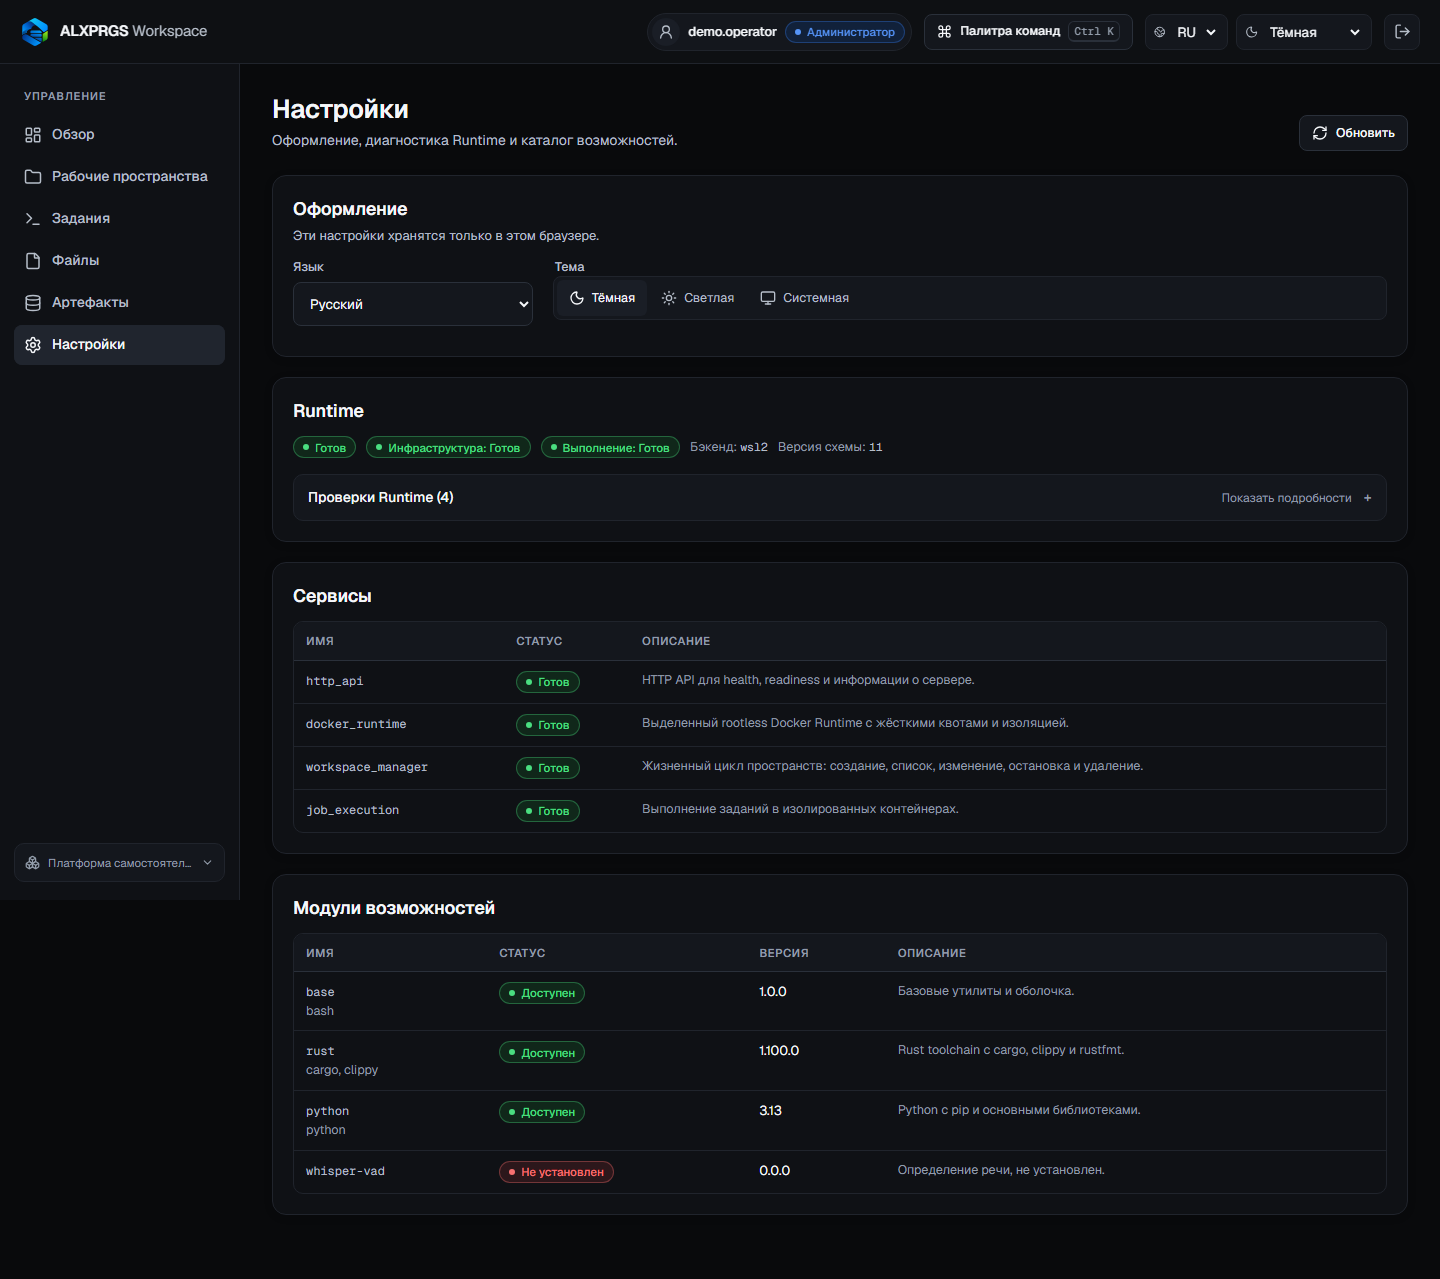 ALXPRGS Workspace
demo.operator
Администратор
Палитра команд Ctrl K
RU
Тёмная
УПРАВЛЕНИЕ
Обзор
Рабочие пространства
Задания
Файлы
Артефакты
Настройки
Платформа самостоятел...
Настройки
Оформление, диагностика Runtime и каталог возможностей.
Обновить
Оформление
Эти настройки хранятся только в этом браузере.
Язык
Русский
Тема
Тёмная Светлая Системная
Runtime
Готов Инфраструктура: Готов Выполнение: Готов Бэкенд: wsl2 Версия схемы: 11
Проверки Runtime (4) Показать подробности +
Сервисы
ИМЯ СТАТУС ОПИСАНИЕ
http_api Готов HTTP API для health, readiness и информации о сервере.
docker_runtime Готов Выделенный rootless Docker Runtime с жёсткими квотами и изоляцией.
workspace_manager Готов Жизненный цикл пространств: создание, список, изменение, остановка и удаление.
job_execution Готов Выполнение заданий в изолированных контейнерах.
Модули возможностей
ИМЯ СТАТУС ВЕРСИЯ ОПИСАНИЕ
base Доступен 1.0.0 Базовые утилиты и оболочка.
bash
rust Доступен 1.100.0 Rust toolchain с cargo, clippy и rustfmt.
cargo, clippy
python Доступен 3.13 Python с pip и основными библиотеками.
python
whisper-vad Не установлен 0.0.0 Определение речи, не установлен.